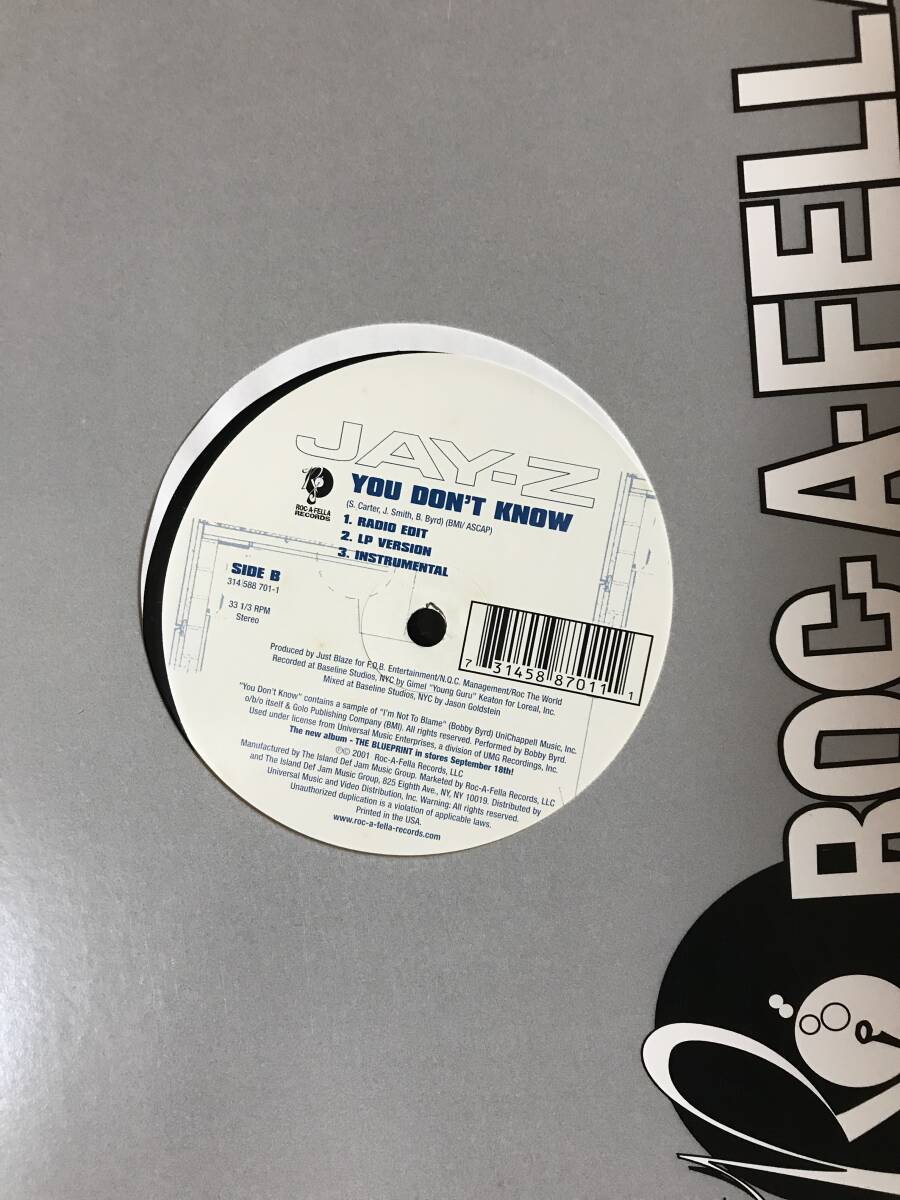 JAY-Z
YOU DON'T KNOW
(S. Carter, J. Smith, B. Byrd) (BMI/ ASCAP)
1. RADIO EDIT
2. LP VERSION
3. INSTRUMENTAL
ROC-A-FELLA
RECORDS
SIDE B
314 588 701-1
33 1/3 RPM
Stereo
7 31458 87011 1
Produced by Just Blaze for F.O.B. Entertainment/N.Q.C. Management/Roc The World
Recorded at Baseline Studios, NYC by Gimel "Young Guru" Keaton for Loreal, Inc.
Mixed at Baseline Studios, NYC by Jason Goldstein
"You Don't Know" contains a sample of "I'm Not To Blame" (Bobby Byrd) UniChappell Music, Inc.
o/b/o itself & Golo Publishing Company (BMI). All rights reserved. Performed by Bobby Byrd.
Used under license from Universal Music Enterprises, a division of UMG Recordings, Inc.
The new album - THE BLUEPRINT in stores September 18th!
℗© 2001 Roc-A-Fella Records, LLC
Manufactured by The Island Def Jam Music Group. Marketed by Roc-A-Fella Records, LLC
and The Island Def Jam Music Group, 825 Eighth Ave., NY, NY 10019. Distributed by
Universal Music and Video Distribution, Inc. Warning: All rights reserved.
Unauthorized duplication is a violation of applicable laws.
Printed in the USA.
www.roc-a-fella-records.com
ROC-A-FELLA